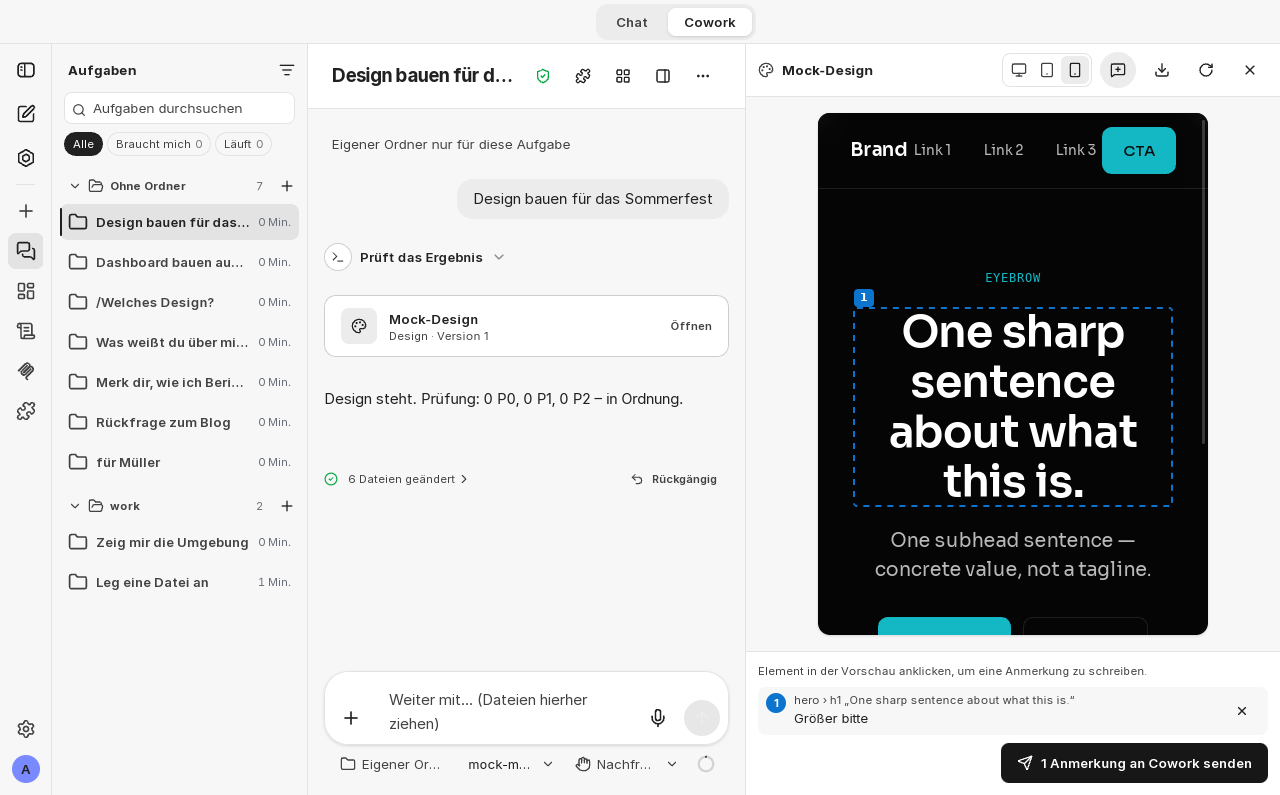 Chat
Cowork
Aufgaben
Aufgaben durchsuchen
Alle
Braucht mich 0
Läuft 0
Ohne Ordner 7
Design bauen für das… 0 Min.
Dashboard bauen au… 0 Min.
/Welches Design? 0 Min.
Was weißt du über mi… 0 Min.
Merk dir, wie ich Beri… 0 Min.
Rückfrage zum Blog 0 Min.
für Müller 0 Min.
work 2
Zeig mir die Umgebung 0 Min.
Leg eine Datei an 1 Min.
A
Design bauen für d…
Eigener Ordner nur für diese Aufgabe
Design bauen für das Sommerfest
Prüft das Ergebnis
Mock-Design
Design · Version 1
Öffnen
Design steht. Prüfung: 0 P0, 0 P1, 0 P2 – in Ordnung.
6 Dateien geändert
Rückgängig
Weiter mit… (Dateien hierher
ziehen)
Eigener Or…
mock-m…
Nachfr…
Mock-Design
Brand
Link 1
Link 2
Link 3
CTA
EYEBROW
1
One sharp
sentence
about what
this is.
One subhead sentence —
concrete value, not a tagline.
Element in der Vorschau anklicken, um eine Anmerkung zu schreiben.
1
hero › h1 „One sharp sentence about what this is.“
Größer bitte
1 Anmerkung an Cowork senden